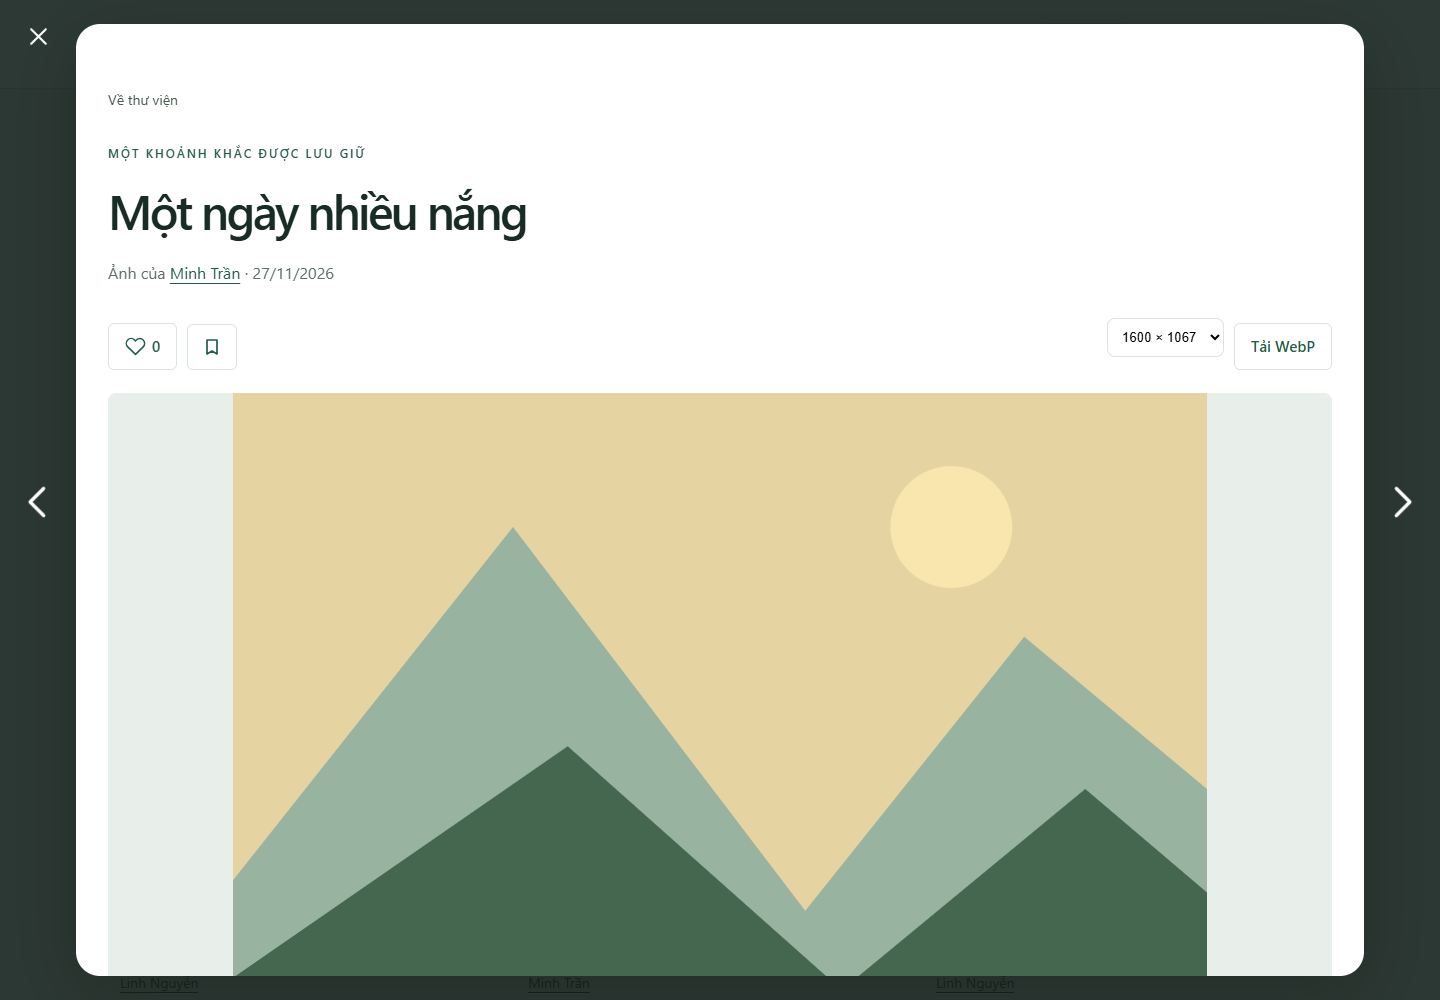 Về thư viện
MỘT KHOẢNH KHẮC ĐƯỢC LƯU GIỮ
Một ngày nhiều nắng
Ảnh của Minh Trần · 27/11/2026
0
1600 × 1067
Tải WebP
Linh Nguyễn
Minh Trần
Linh Nguyễn